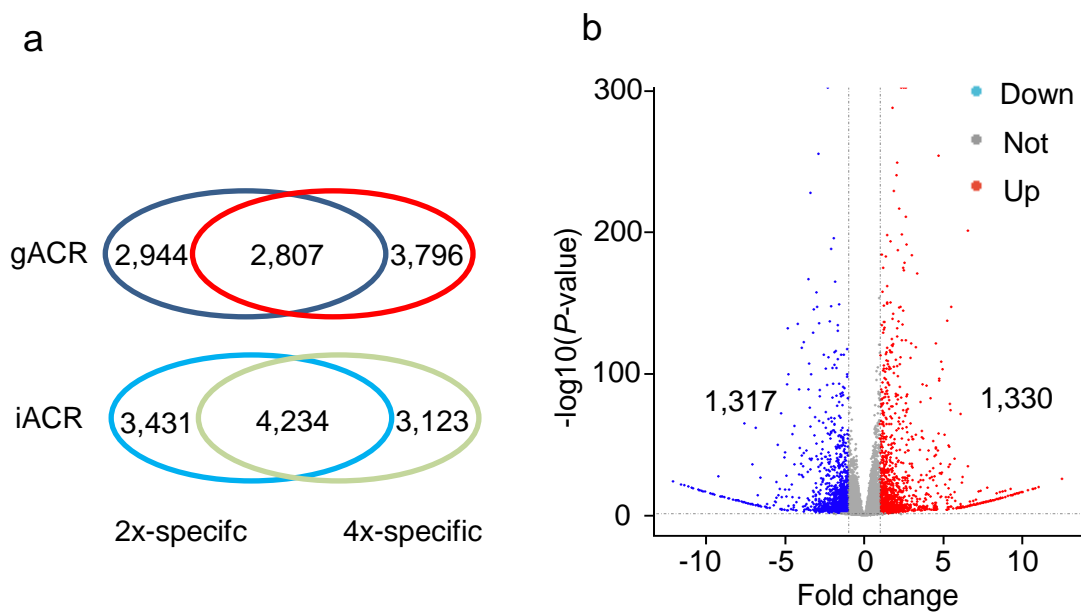 a
gACR 2,944 2,807 3,796
iACR 3,431 4,234 3,123
2x-specifc 4x-specific
b
-log10(P-value)
300
200
100
0
Down
Not
Up
1,317
1,330
-10 -5 0 5 10
Fold change